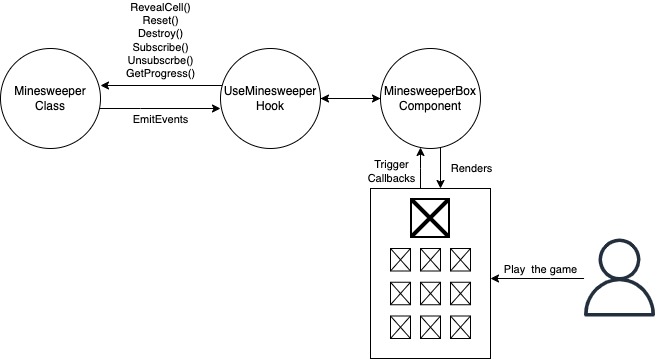 RevealCell()
Reset()
Destroy()
Subscribe()
Unsubscrbe()
GetProgress()
Minesweeper
Class
EmitEvents
UseMinesweeper
Hook
MinesweeperBox
Component
Trigger
Callbacks
Renders
Play the game